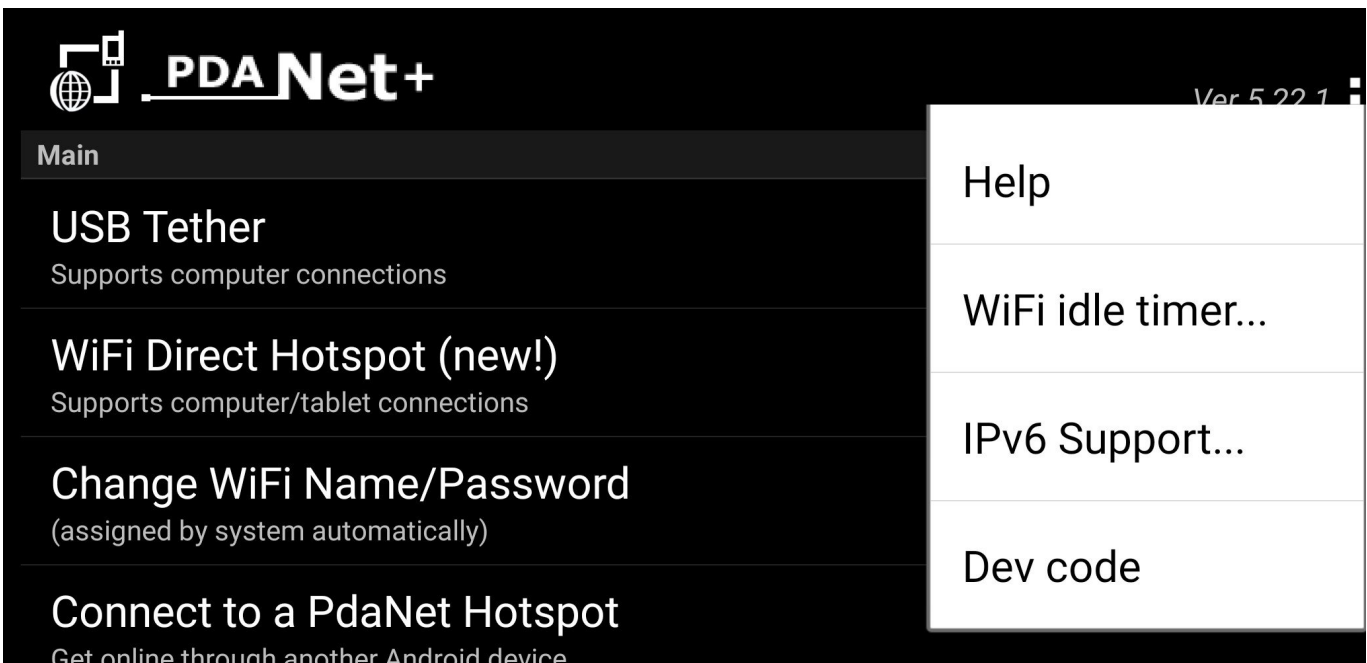 PDANet+
Ver 5.22.1
Main
USB Tether
Supports computer connections
WiFi Direct Hotspot (new!)
Supports computer/tablet connections
Change WiFi Name/Password
(assigned by system automatically)
Connect to a PdaNet Hotspot
Get online through another Android device
Help
WiFi idle timer...
IPv6 Support...
Dev code